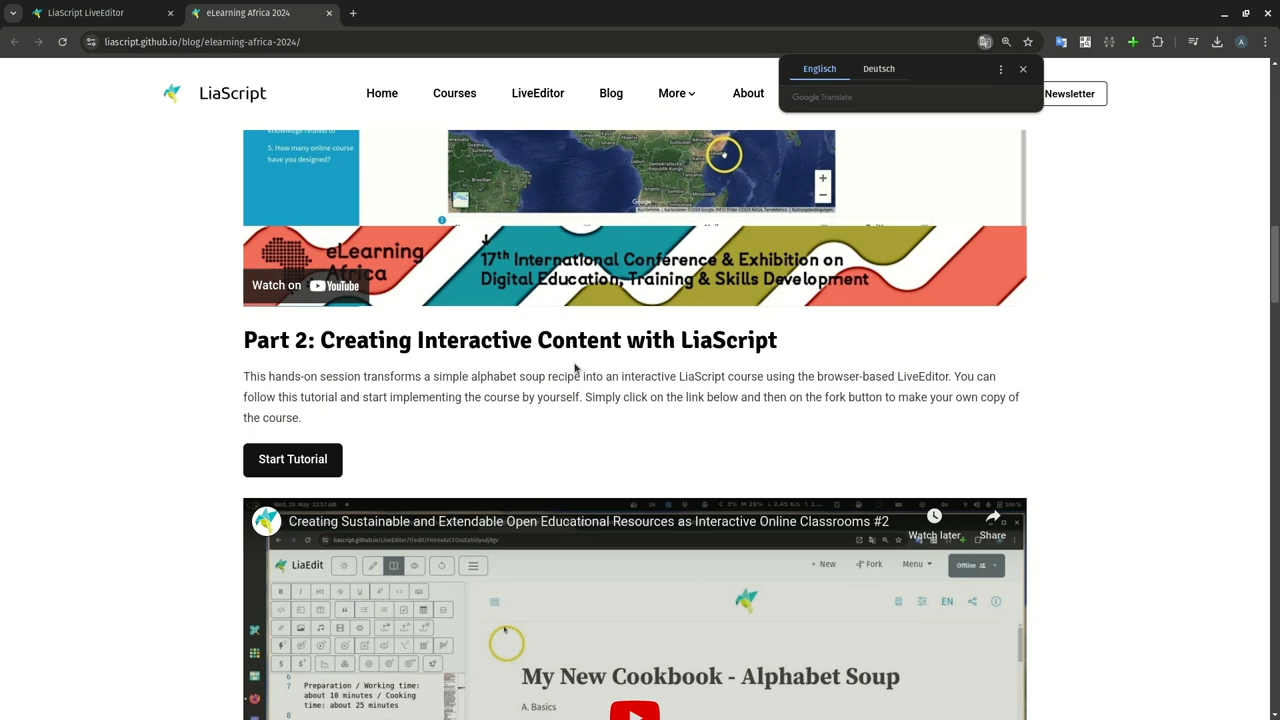 LiaScript LiveEditor
eLearning Africa 2024
liascript.github.io/blog/elearning-africa-2024/
Englisch
Deutsch
Google Translate
LiaScript
Home
Courses
LiveEditor
Blog
More
About
Newsletter
5. How many online course
have you designed?
Google
eLearning
Africa
17th International Conference & Exhibition on
Digital Education, Training & Skills Development
Watch on YouTube
Part 2: Creating Interactive Content with LiaScript
This hands-on session transforms a simple alphabet soup recipe into an interactive LiaScript course using the browser-based LiveEditor. You can
follow this tutorial and start implementing the course by yourself. Simply click on the link below and then on the fork button to make your own copy of
the course.
Start Tutorial
Creating Sustainable and Extendable Open Educational Resources as Interactive Online Classrooms #2
Watch later
Share
LiaEdit
+ New
Fork
Menu
Offline
EN
My New Cookbook - Alphabet Soup
A. Basics
7
Preparation / Working time:
about 10 minutes / Cooking
time: about 25 minutes
8